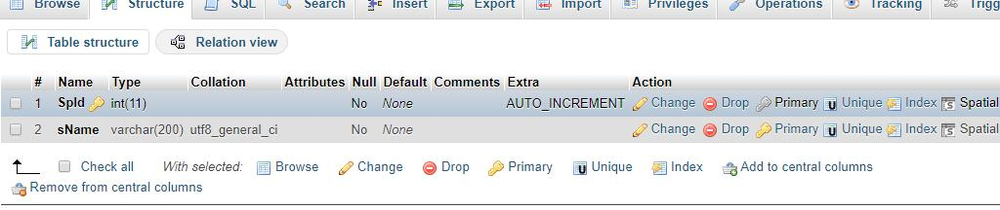 Browse Structure SQL Search Insert Export Import Privileges Operations Tracking Trigg
Table structure Relation view
# Name Type Collation Attributes Null Default Comments Extra Action
1 SpId int(11) No None AUTO_INCREMENT Change Drop Primary Unique Index Spatial
2 sName varchar(200) utf8_general_ci No None Change Drop Primary Unique Index Spatial
Check all With selected: Browse Change Drop Primary Unique Index Add to central columns
Remove from central columns